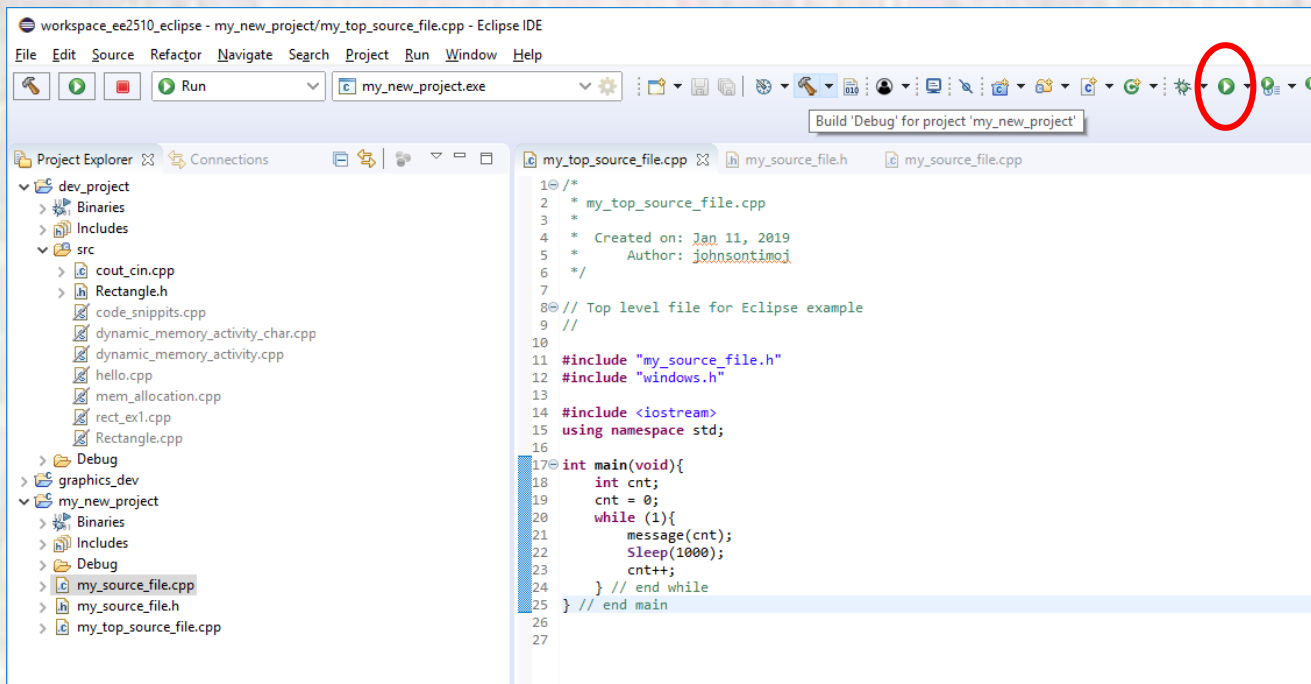 workspace_ee2510_eclipse - my_new_project/my_top_source_file.cpp - Eclipse IDE
File Edit Source Refactor Navigate Search Project Run Window Help
Run my_new_project.exe
Build 'Debug' for project 'my_new_project'
Project Explorer Connections
my_top_source_file.cpp my_source_file.h my_source_file.cpp
dev_project
Binaries
Includes
src
cout_cin.cpp
Rectangle.h
code_snippits.cpp
dynamic_memory_activity_char.cpp
dynamic_memory_activity.cpp
hello.cpp
mem_allocation.cpp
rect_ex1.cpp
Rectangle.cpp
Debug
graphics_dev
my_new_project
Binaries
Includes
Debug
my_source_file.cpp
my_source_file.h
my_top_source_file.cpp
1 /*
2 * my_top_source_file.cpp
3 *
4 * Created on: Jan 11, 2019
5 * Author: johnsontimoj
6 */
7
8 // Top level file for Eclipse example
9 //
10
11 #include "my_source_file.h"
12 #include "windows.h"
13
14 #include <iostream>
15 using namespace std;
16
17 int main(void){
18 int cnt;
19 cnt = 0;
20 while (1){
21 message(cnt);
22 Sleep(1000);
23 cnt++;
24 } // end while
25 } // end main
26
27